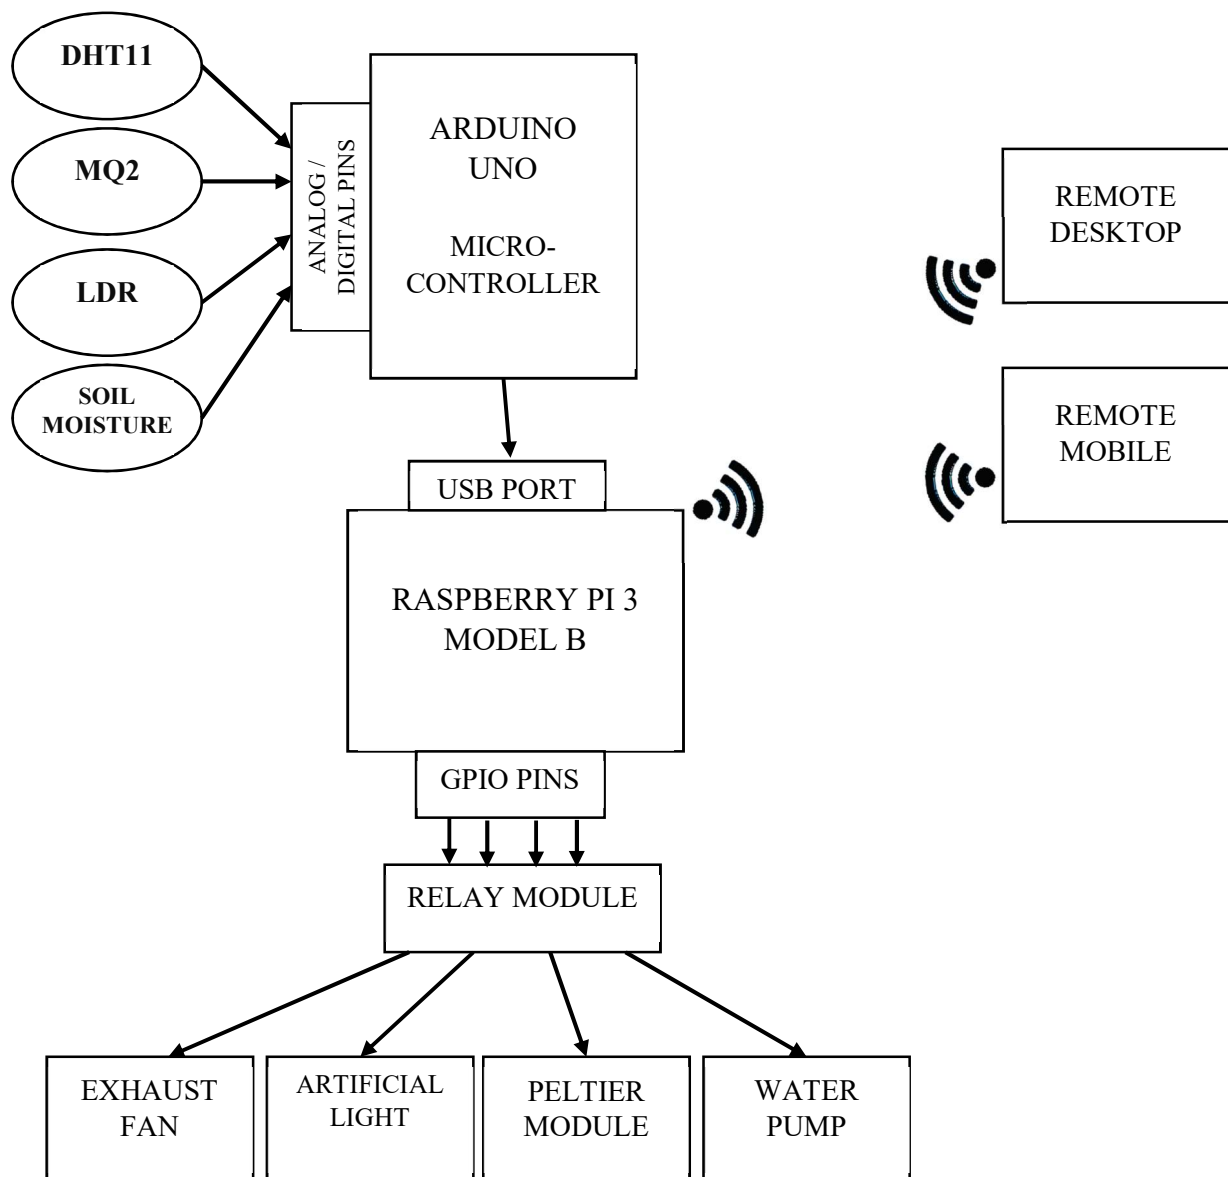 DHT11
MQ2
LDR
SOIL
MOISTURE
ANALOG /
DIGITAL PINS
ARDUINO
UNO
MICRO-
CONTROLLER
REMOTE
DESKTOP
REMOTE
MOBILE
USB PORT
RASPBERRY PI 3
MODEL B
GPIO PINS
RELAY MODULE
EXHAUST
FAN
ARTIFICIAL
LIGHT
PELTIER
MODULE
WATER
PUMP